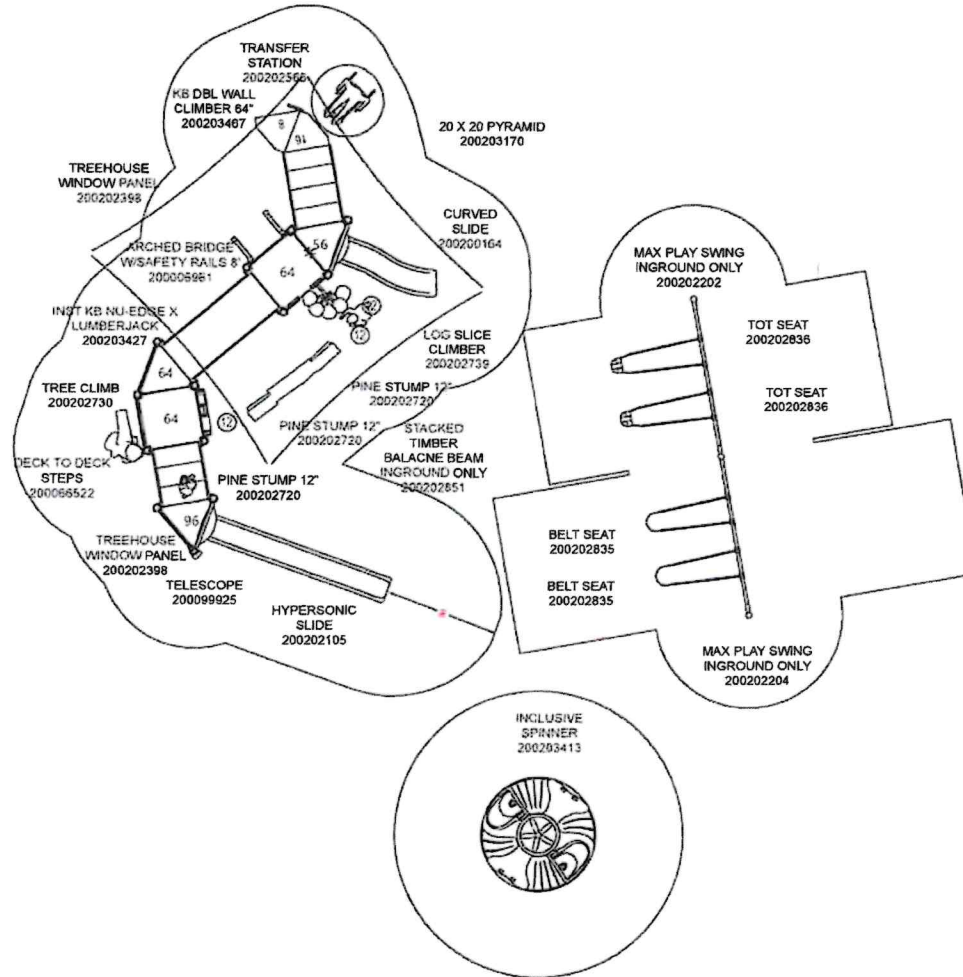 TRANSFER
STATION
200202566
KB DBL WALL
CLIMBER 64"
200203467
20 X 20 PYRAMID
200203170
TREEHOUSE
WINDOW PANEL
200202398
CURVED
SLIDE
200200164
ARCHED BRIDGE
W/SAFETY RAILS 8'
200006981
INST KB NU-EDGE X
LUMBERJACK
200203427
LOG SLICE
CLIMBER
200202739
TREE CLIMB
200202730
PINE STUMP 12"
200202720
PINE STUMP 12"
200202720
STACKED
TIMBER
BALACNE BEAM
INGROUND ONLY
200202851
DECK TO DECK
STEPS
200066522
PINE STUMP 12"
200202720
TREEHOUSE
WINDOW PANEL
200202398
TELESCOPE
200099925
HYPERSONIC
SLIDE
200202105
8
16
56
64
64
64
96
12
12
MAX PLAY SWING
INGROUND ONLY
200202202
TOT SEAT
200202836
TOT SEAT
200202836
BELT SEAT
200202835
BELT SEAT
200202835
MAX PLAY SWING
INGROUND ONLY
200202204
INCLUSIVE
SPINNER
200203413